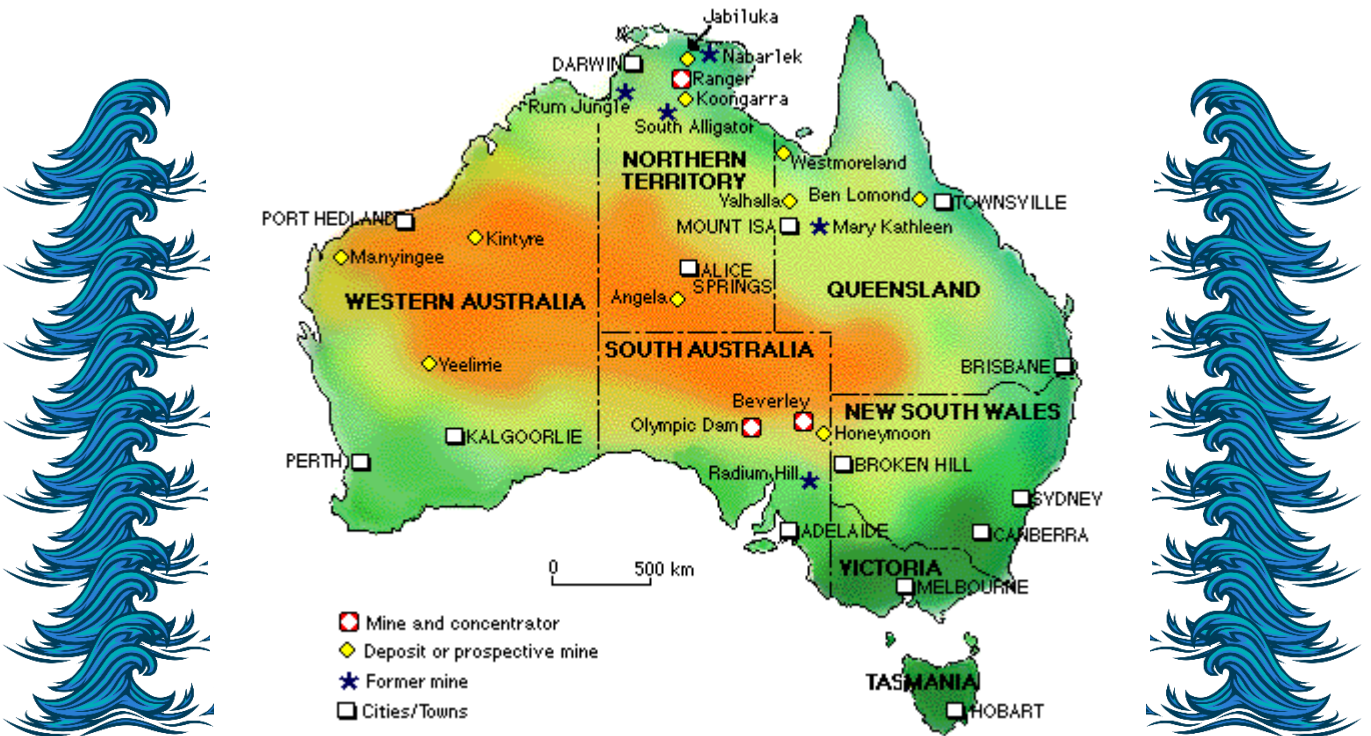 Jabiluka
Nabarlek
DARWIN
Ranger
Rum Jungle
Koongarra
South Alligator
NORTHERN
TERRITORY
Westmoreland
Valhalla
Ben Lomond
TOWNSVILLE
PORT HEDLAND
MOUNT ISA
Mary Kathleen
Kintyre
Manyingee
ALICE
SPRINGS
Angela
WESTERN AUSTRALIA
QUEENSLAND
SOUTH AUSTRALIA
Yeelirrie
BRISBANE
Beverley
NEW SOUTH WALES
Olympic Dam
Honeymoon
KALGOORLIE
PERTH
Radium Hill
BROKEN HILL
SYDNEY
ADELAIDE
CANBERRA
VICTORIA
MELBOURNE
0 500 km
Mine and concentrator
Deposit or prospective mine
Former mine
Cities/Towns
TASMANIA
HOBART